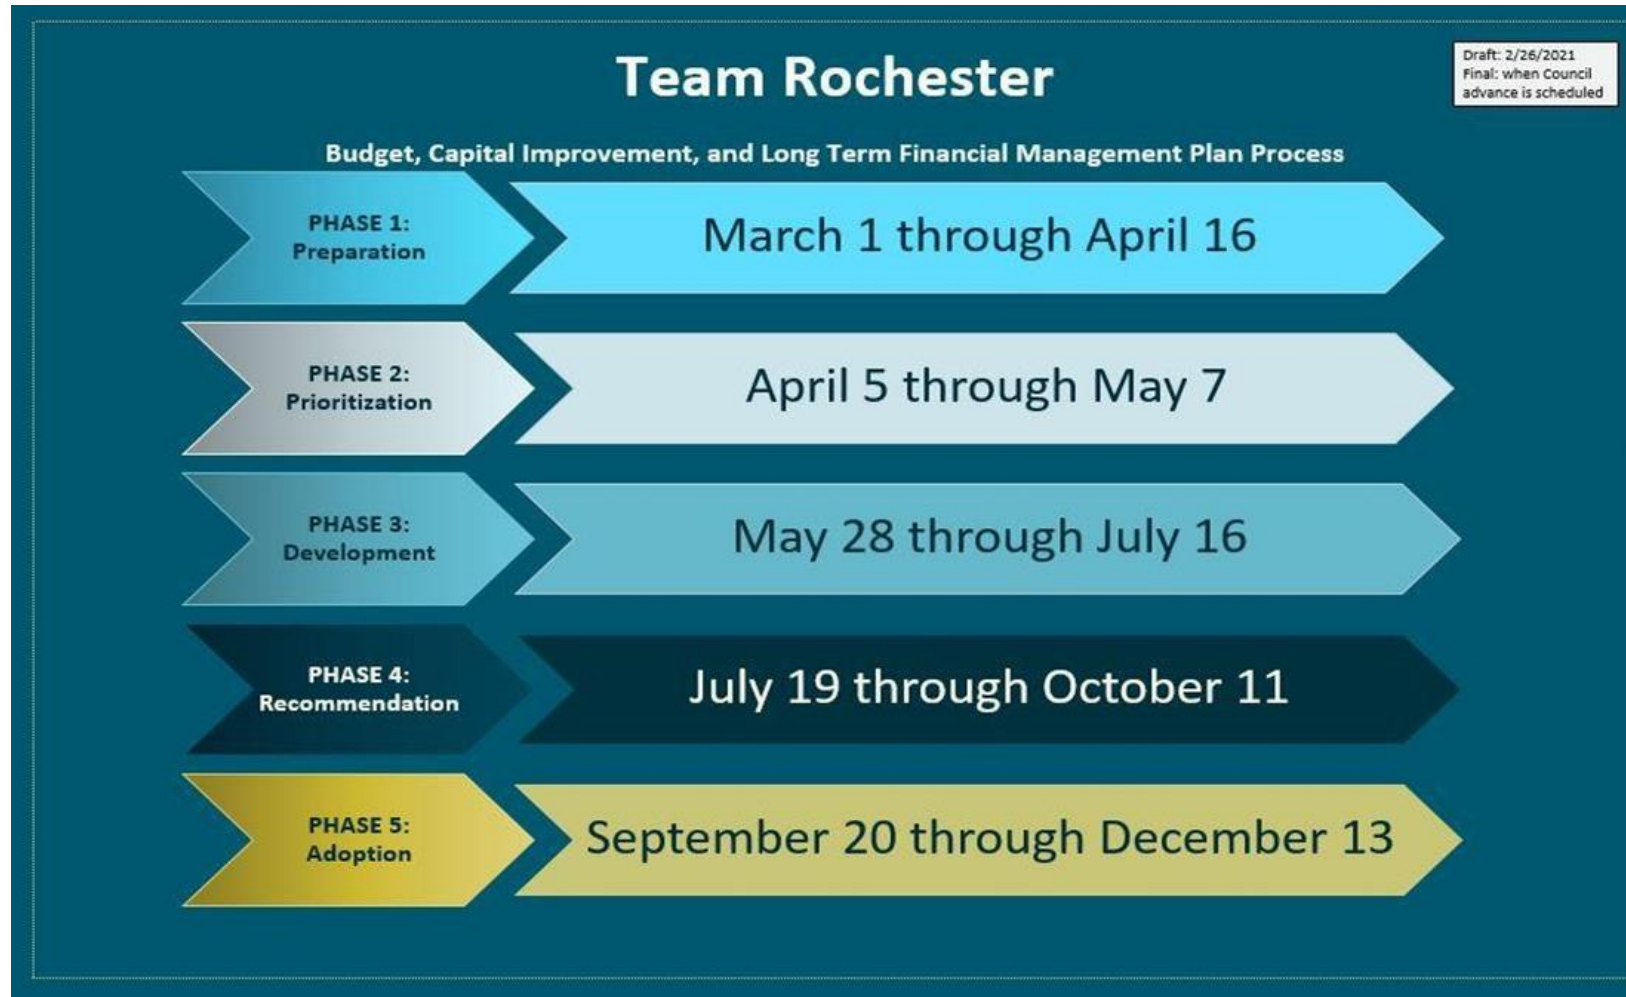 Team Rochester
Draft: 2/26/2021
Final: when Council
advance is scheduled
Budget, Capital Improvement, and Long Term Financial Management Plan Process
PHASE 1:
Preparation
March 1 through April 16
PHASE 2:
Prioritization
April 5 through May 7
PHASE 3:
Development
May 28 through July 16
PHASE 4:
Recommendation
July 19 through October 11
PHASE 5:
Adoption
September 20 through December 13